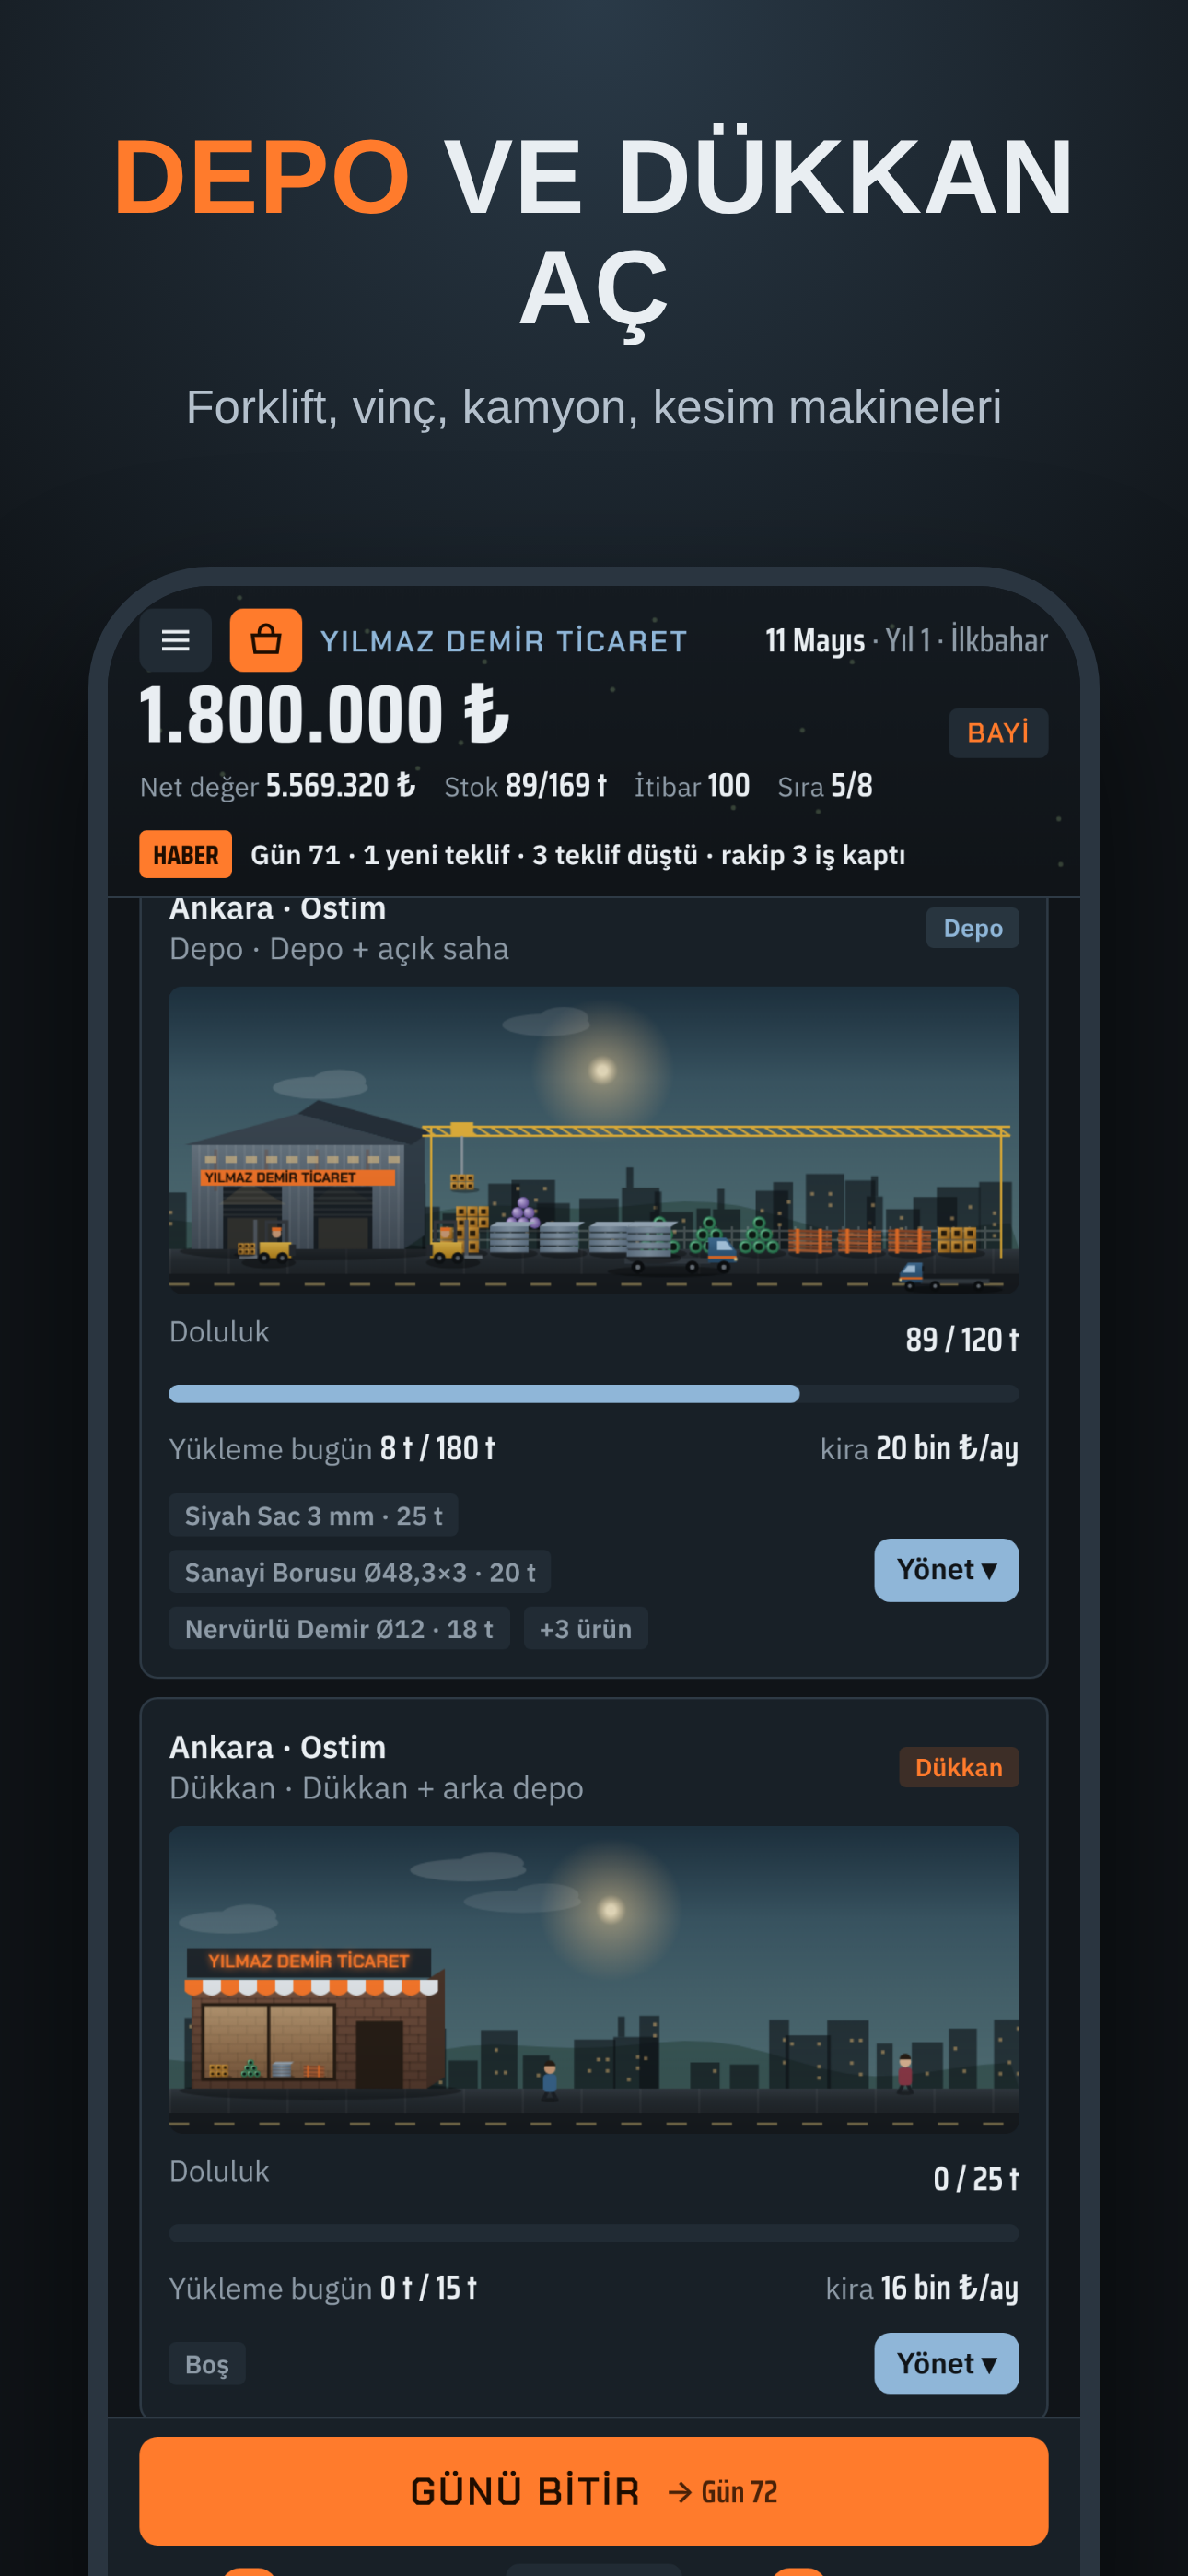 DEPO VE DÜKKAN
AÇ
Forklift, vinç, kamyon, kesim makineleri
YILMAZ DEMİR TİCARET
11 Mayıs · Yıl 1 · İlkbahar
1.800.000 ₺
BAYİ
Net değer 5.569.320 ₺ Stok 89/169 t İtibar 100 Sıra 5/8
HABER Gün 71 · 1 yeni teklif · 3 teklif düştü · rakip 3 iş kaptı
Ankara · Ostim
Depo · Depo + açık saha
Depo
YILMAZ DEMİR TİCARET
Doluluk
89 / 120 t
Yükleme bugün 8 t / 180 t
kira 20 bin ₺/ay
Siyah Sac 3 mm · 25 t
Sanayi Borusu Ø48,3×3 · 20 t
Nervürlü Demir Ø12 · 18 t
+3 ürün
Yönet ▾
Ankara · Ostim
Dükkan · Dükkan + arka depo
Dükkan
YILMAZ DEMİR TİCARET
Doluluk
0 / 25 t
Yükleme bugün 0 t / 15 t
kira 16 bin ₺/ay
Boş
Yönet ▾
GÜNÜ BİTİR → Gün 72